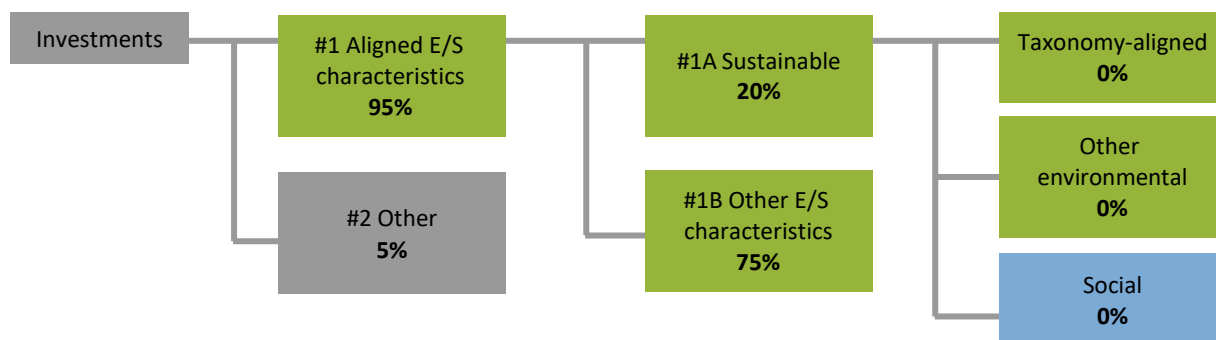 Investments
#1 Aligned E/S
characteristics
95%
#2 Other
5%
#1A Sustainable
20%
#1B Other E/S
characteristics
75%
Taxonomy-aligned
0%
Other
environmental
0%
Social
0%